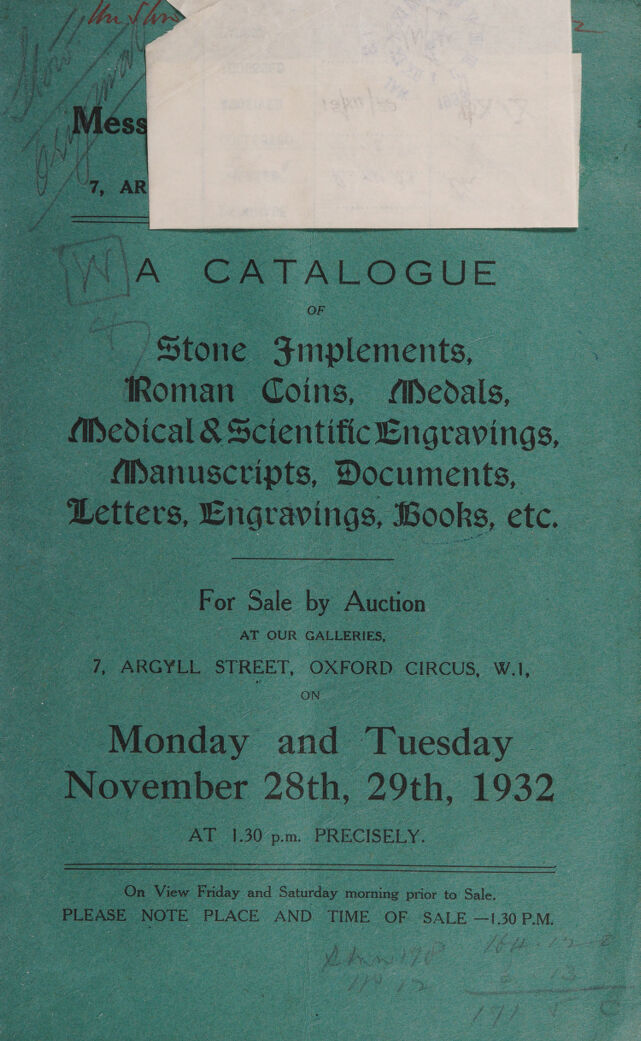 Mess
7, AR
W
A CATALOGUE
OF
Stone Implements,
Roman Coins, Medals,
Medical & Scientific Engravings,
Manuscripts, Documents,
Letters, Engravings, Books, etc.
For Sale by Auction
AT OUR GALLERIES,
7, ARGYLL STREET, OXFORD CIRCUS, W.1,
ON
Monday and Tuesday
November 28th, 29th, 1932
AT 1.30 p.m. PRECISELY.
On View Friday and Saturday morning prior to Sale.
PLEASE NOTE PLACE AND TIME OF SALE—1.30 P.M.